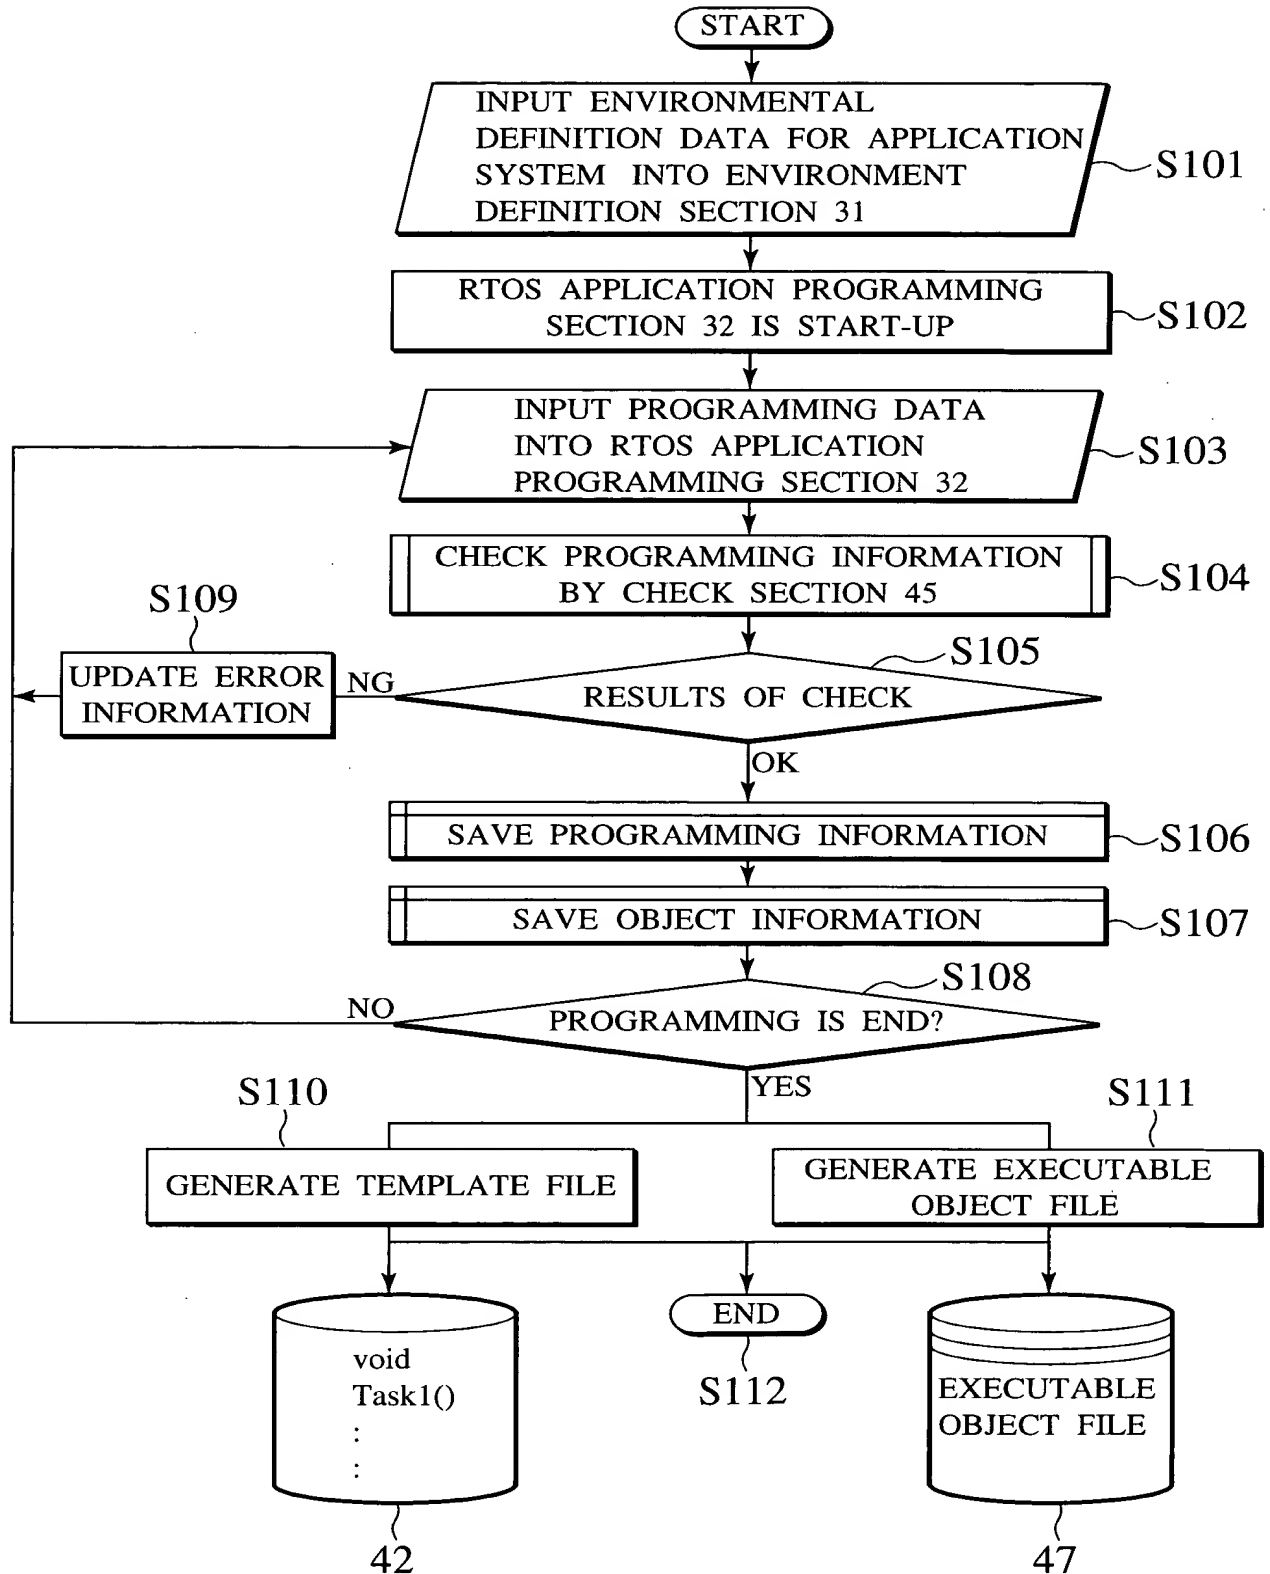 START
INPUT ENVIRONMENTAL
DEFINITION DATA FOR APPLICATION
SYSTEM INTO ENVIRONMENT
DEFINITION SECTION 31
S101
RTOS APPLICATION PROGRAMMING
SECTION 32 IS START-UP
S102
INPUT PROGRAMMING DATA
INTO RTOS APPLICATION
PROGRAMMING SECTION 32
S103
CHECK PROGRAMMING INFORMATION
BY CHECK SECTION 45
S104
S109
UPDATE ERROR
INFORMATION
NG
S105
RESULTS OF CHECK
OK
SAVE PROGRAMMING INFORMATION
S106
SAVE OBJECT INFORMATION
S107
S108
NO
PROGRAMMING IS END?
YES
S110
S111
GENERATE TEMPLATE FILE
GENERATE EXECUTABLE
OBJECT FILE
void
Task1()
:
:
END
S112
EXECUTABLE
OBJECT FILE
42
47